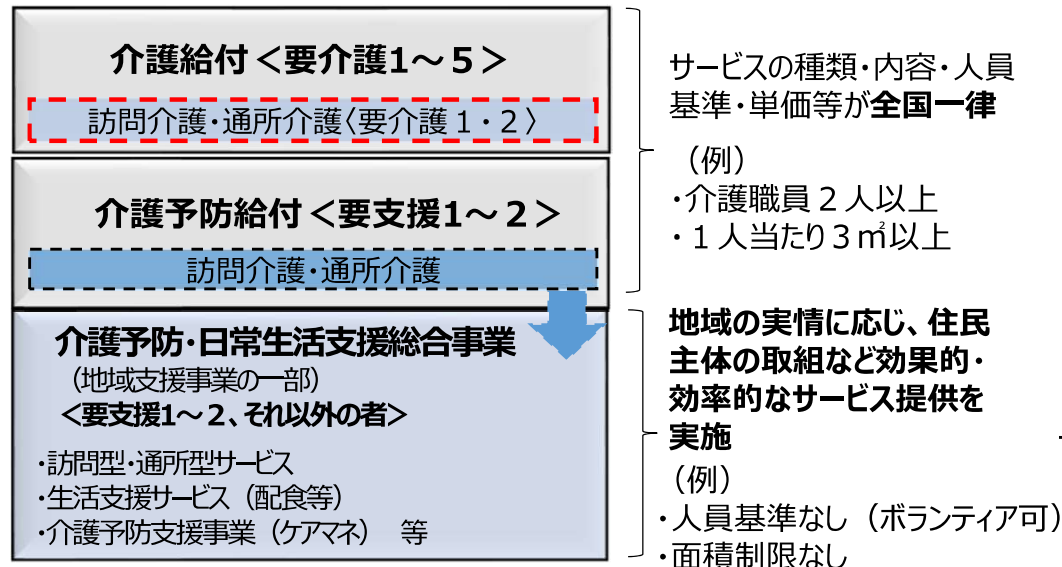 介護給付＜要介護1～５＞
訪問介護・通所介護〈要介護１・２〉
介護予防給付＜要支援1～２＞
訪問介護・通所介護
介護予防・日常生活支援総合事業
（地域支援事業の一部）
＜要支援1～２、それ以外の者＞
・訪問型・通所型サービス
・生活支援サービス（配食等）
・介護予防支援事業（ケアマネ）　等
サービスの種類・内容・人員
基準・単価等が全国一律
（例）
・介護職員２人以上
・１人当たり３㎡以上
地域の実情に応じ、住民
主体の取組など効果的・
効率的なサービス提供を
実施
（例）
・人員基準なし（ボランティア可）
・面積制限なし